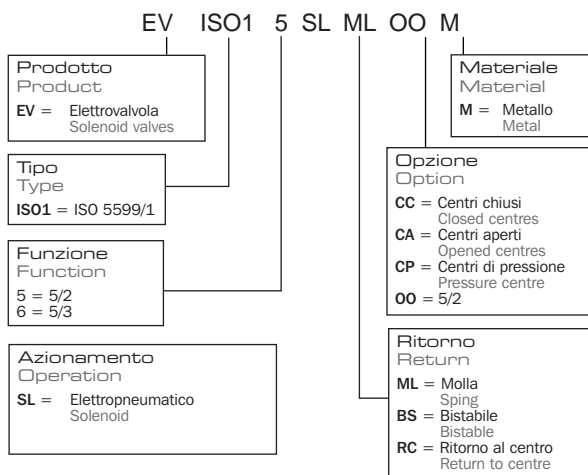 EV ISO1 5 SL ML OO M
Prodotto
Product
EV = Elettrovalvola
Solenoid valves
Tipo
Type
ISO1 = ISO 5599/1
Funzione
Function
5 = 5/2
6 = 5/3
Azionamento
Operation
SL = Elettropneumatico
Solenoid
Materiale
Material
M = Metallo
Metal
Opzione
Option
CC = Centri chiusi
Closed centres
CA = Centri aperti
Opened centres
CP = Centri di pressione
Pressure centre
OO = 5/2
Ritorno
Return
ML = Molla
Sping
BS = Bistabile
Bistable
RC = Ritorno al centro
Return to centre